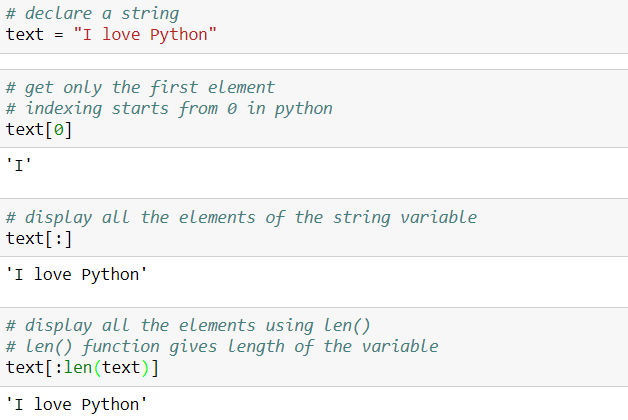 # declare a string
text = "I love Python"
# get only the first element
# indexing starts from 0 in python
text[0]
'I'
# display all the elements of the string variable
text[:]
'I love Python'
# display all the elements using len()
# len() function gives length of the variable
text[:len(text)]
'I love Python'